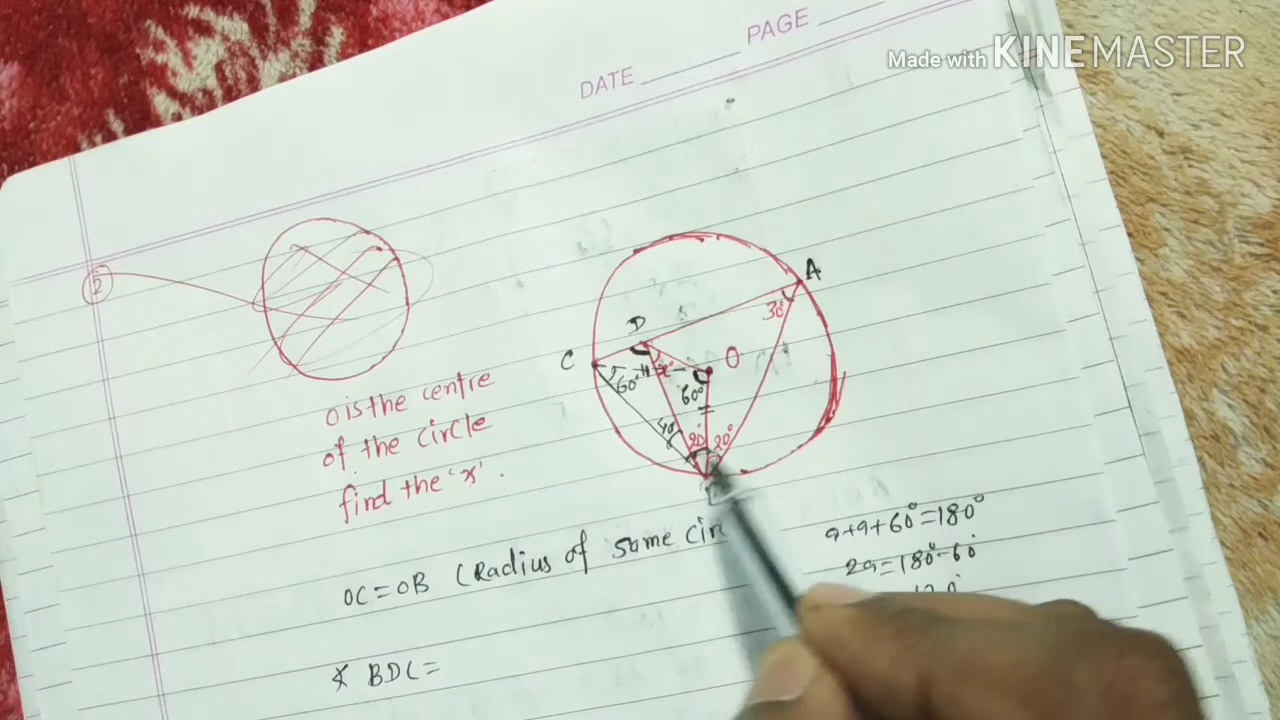 Made with KINEMASTER
PAGE
DATE
2
A
30°
D
C
O
60°
x°
60°
40
20°
20°
O is the centre
of the circle
find the 'x'.
OC = OB (Radius of same cir
a+a+60°=180°
2a=180°-60°
∠BDC=